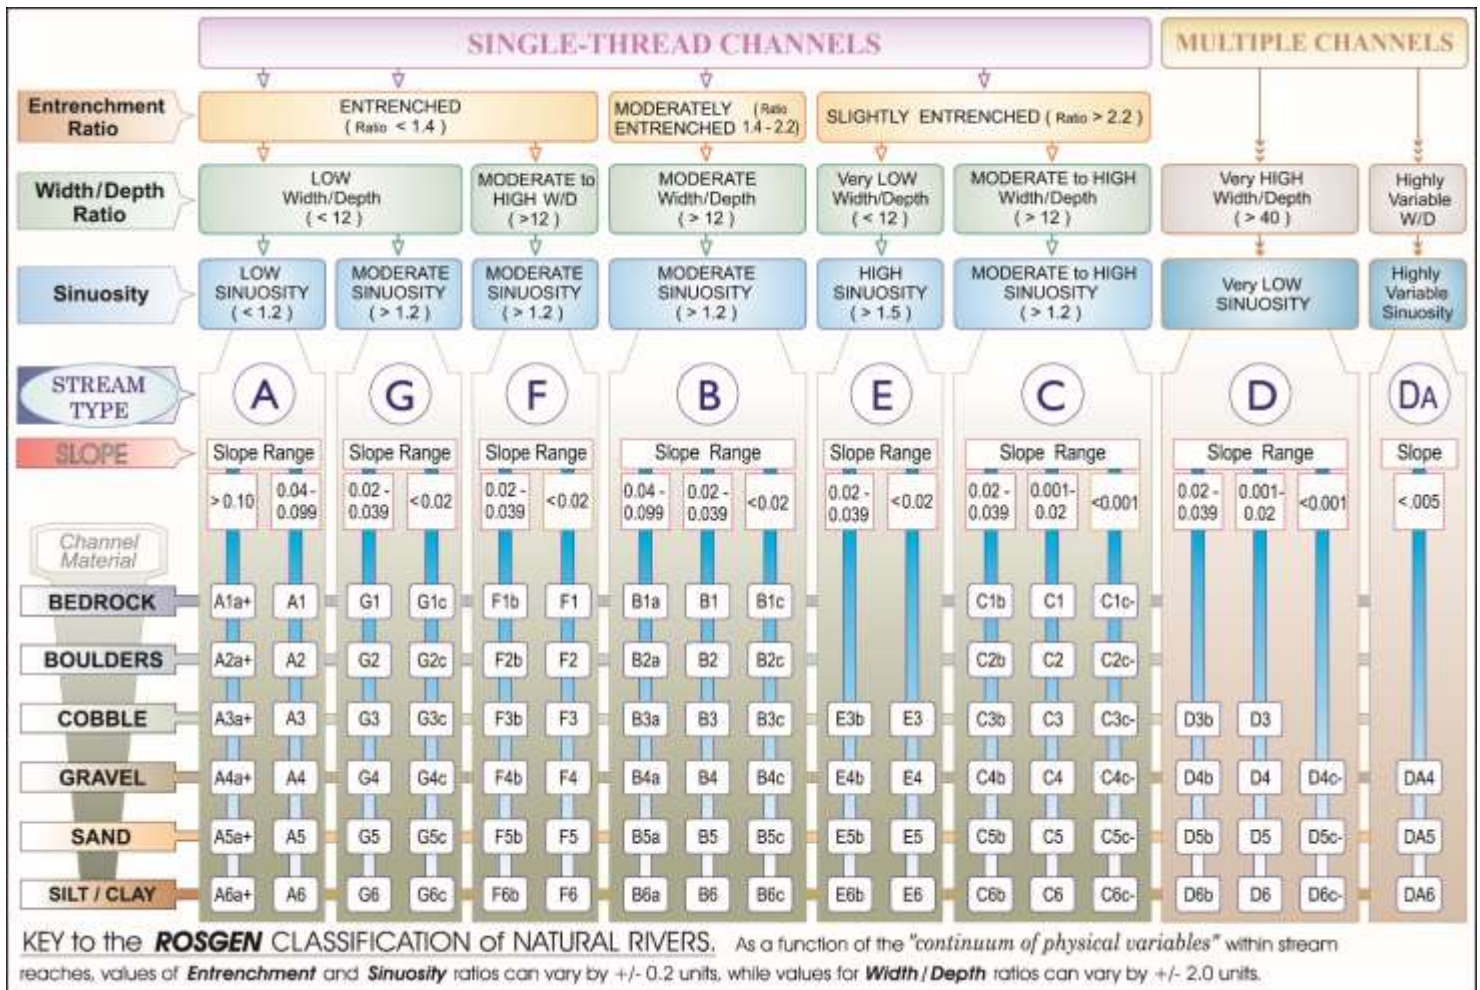 SINGLE-THREAD CHANNELS
MULTIPLE CHANNELS
Entrenchment
Ratio
ENTRENCHED
( Ratio < 1.4 )
MODERATELY ( Ratio
ENTRENCHED 1.4 - 2.2)
SLIGHTLY ENTRENCHED ( Ratio > 2.2 )
Width/Depth
Ratio
LOW
Width/Depth
( < 12 )
MODERATE to
HIGH W/D
( >12 )
MODERATE
Width/Depth
( > 12 )
Very LOW
Width/Depth
( <12 )
MODERATE to HIGH
Width/Depth
( > 12 )
Very HIGH
Width/Depth
( > 40 )
Highly
Variable
W/D
Sinuosity
LOW
SINUOSITY
( <1.2 )
MODERATE
SINUOSITY
( > 1.2 )
MODERATE
SINUOSITY
( > 1.2 )
MODERATE
SINUOSITY
( > 1.2 )
HIGH
SINUOSITY
( > 1.5 )
MODERATE to HIGH
SINUOSITY
( > 1.2 )
Very LOW
SINUOSITY
Highly
Variable
Sinuosity
STREAM
TYPE
A G F B E C D DA
SLOPE
Slope Range Slope Range Slope Range Slope Range Slope Range Slope Range Slope Range Slope
> 0.10
0.04 -
0.099
0.02 -
0.039
<0.02
0.02 -
0.039
<0.02
0.04 -
0.099
0.02 -
0.039
<0.02
0.02 -
0.039
<0.02
0.02 -
0.039
0.001-
0.02
<0.001
0.02 -
0.039
0.001-
0.02
<0.001
<.005
Channel
Material
BEDROCK A1a+ A1 G1 G1c F1b F1 B1a B1 B1c C1b C1 C1c-
BOULDERS A2a+ A2 G2 G2c F2b F2 B2a B2 B2c C2b C2 C2c-
COBBLE A3a+ A3 G3 G3c F3b F3 B3a B3 B3c E3b E3 C3b C3 C3c- D3b D3
GRAVEL A4a+ A4 G4 G4c F4b F4 B4a B4 B4c E4b E4 C4b C4 C4c- D4b D4 D4c- DA4
SAND A5a+ A5 G5 G5c F5b F5 B5a B5 B5c E5b E5 C5b C5 C5c- D5b D5 D5c- DA5
SILT / CLAY A6a+ A6 G6 G6c F6b F6 B6a B6 B6c E6b E6 C6b C6 C6c- D6b D6 D6c- DA6
KEY to the ROSGEN CLASSIFICATION of NATURAL RIVERS. As a function of the "continuum of physical variables" within stream
reaches, values of Entrenchment and Sinuosity ratios can vary by +/- 0.2 units, while values for Width / Depth ratios can vary by +/- 2.0 units.